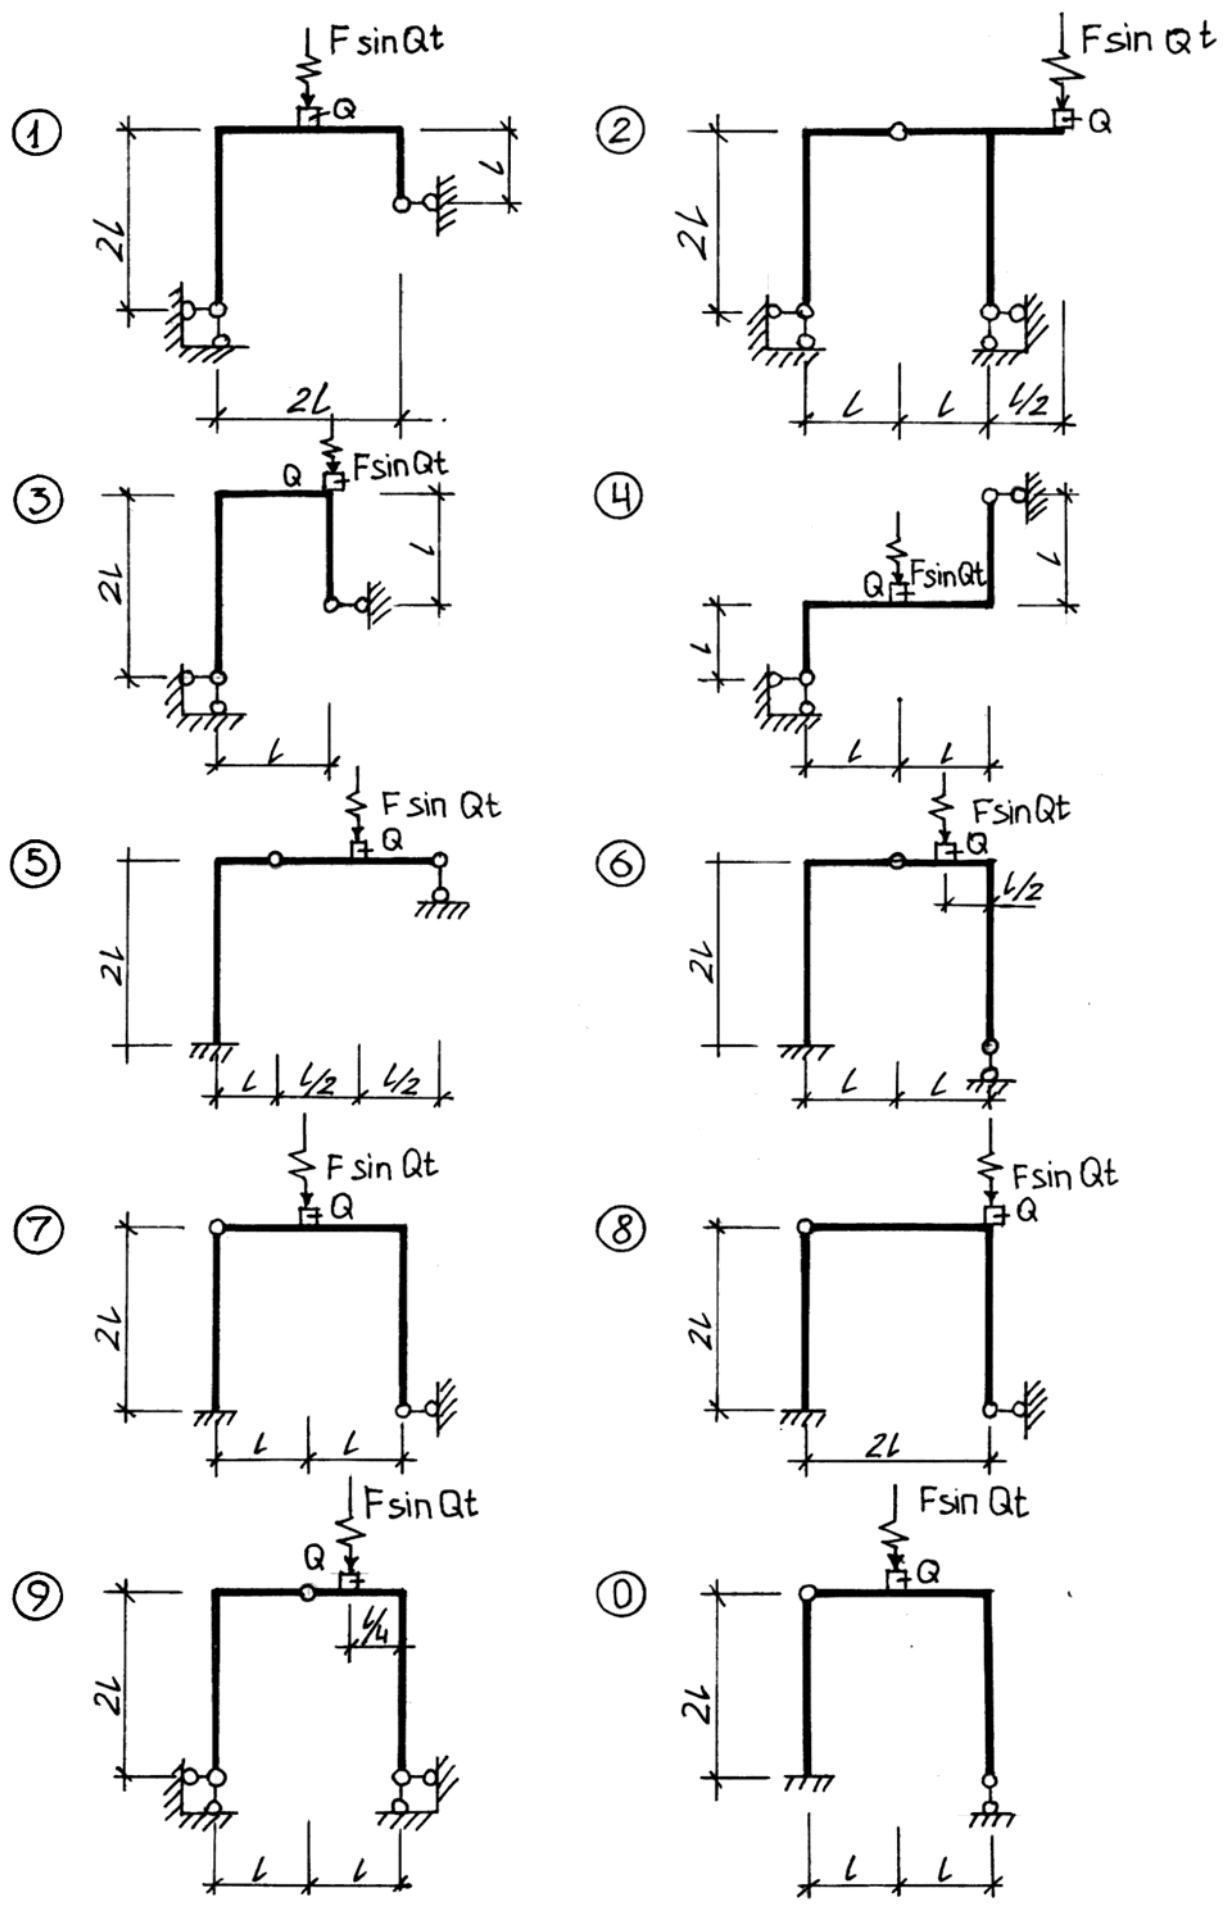 F sin Qt
① Q
2l
l
2l
F sin Qt
② Q
2l
l l l/2
F sin Qt
③ Q
2l
l
l
④
F sin Qt
Q
l
l
l l
F sin Qt
⑤ Q
2l
l l/2 l/2
F sin Qt
⑥ Q
l/2
2l
l l
F sin Qt
⑦ Q
2l
l l
F sin Qt
⑧ Q
2l
2l
F sin Qt
Q
⑨
l/4
2l
l l
F sin Qt
⓪ Q
2l
l l